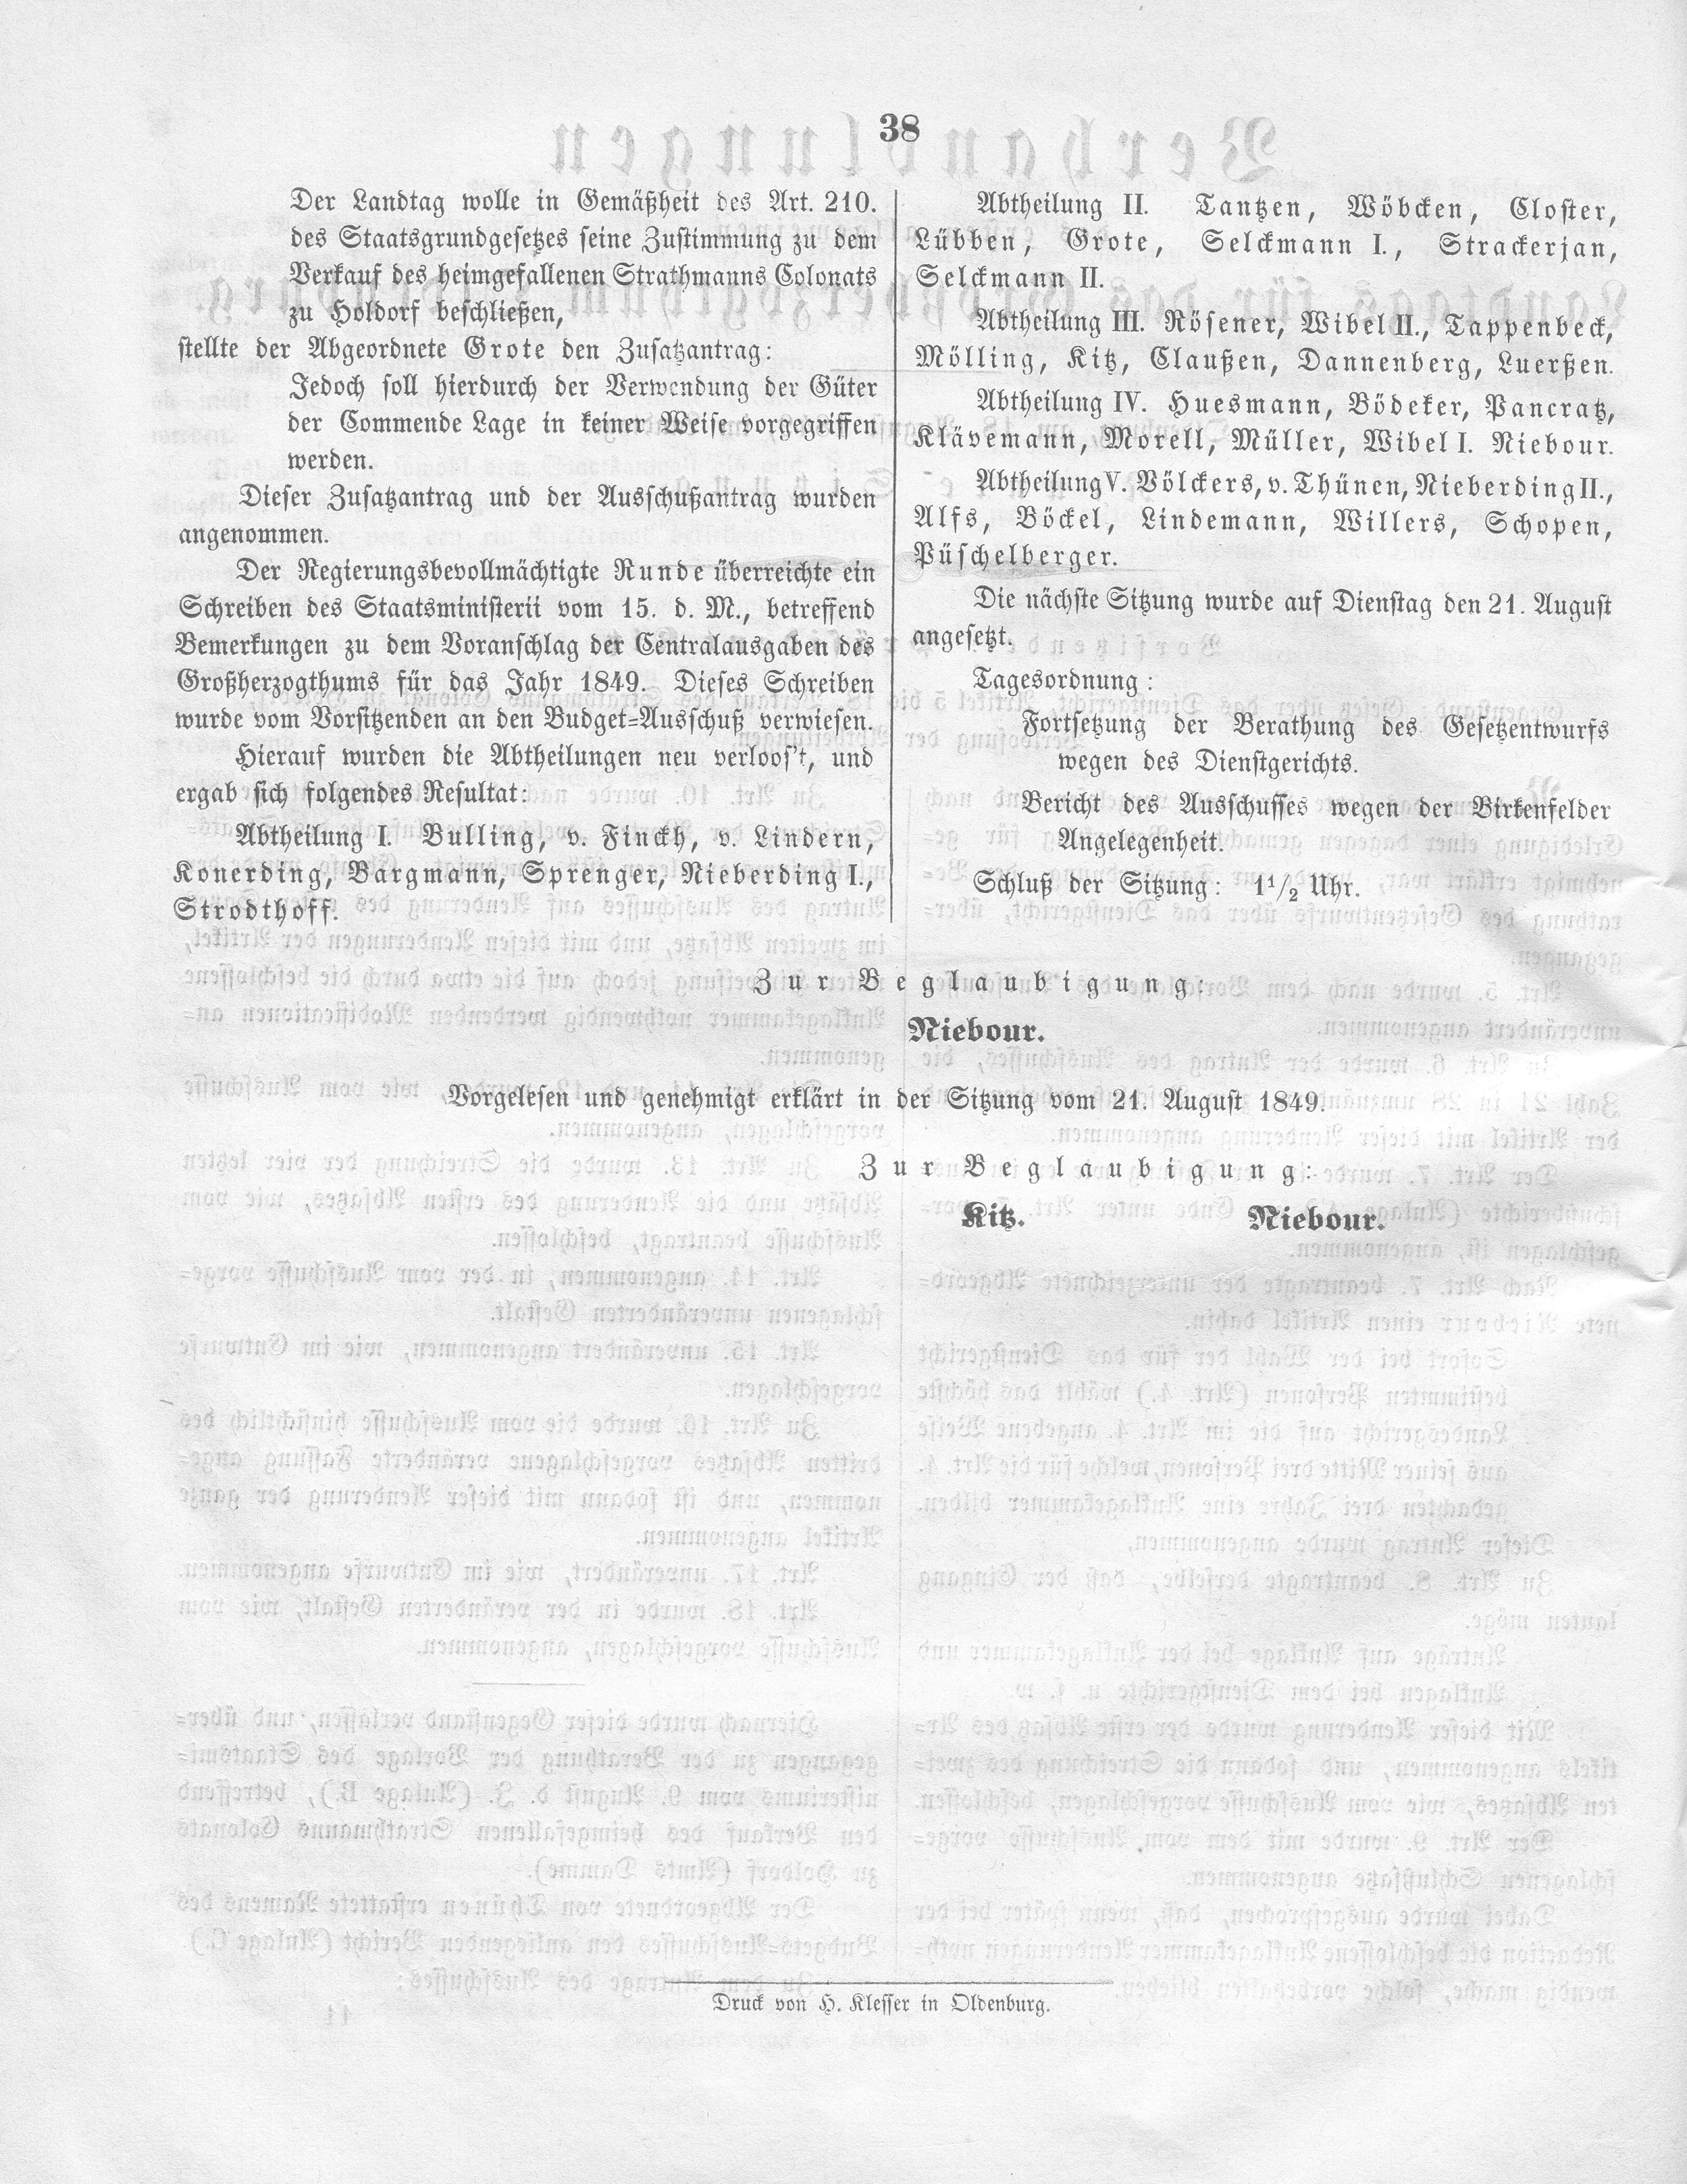 38
Der Landtag wolle in Gemäßheit des Art. 210.
des Staatsgrundgesetzes seine Zustimmung zu dem
Verkauf des heimgefallenen Strathmanns Colonats
zu Holdorf beschließen,
stellte der Abgeordnete Grote den Zusatzantrag:
Jedoch soll hierdurch der Verwendung der Güter
der Commende Lage in keiner Weise vorgegriffen
werden.
Dieser Zusatzantrag und der Ausschußantrag wurden
angenommen.
Der Regierungsbevollmächtigte Runde überreichte ein
Schreiben des Staatsministerii vom 15. d. M., betreffend
Bemerkungen zu dem Voranschlag der Centralausgaben des
Großherzogthums für das Jahr 1849. Dieses Schreiben
wurde vom Vorsitzenden an den Budget-Ausschuß verwiesen.
Hierauf wurden die Abtheilungen neu verloos't, und
ergab sich folgendes Resultat:
Abtheilung I. Bulling, v. Finckh, v. Lindern,
Konerding, Bargmann, Sprenger, Nieberding I.,
Strodthoff.
Abtheilung II. Tantzen, Wöbcken, Closter,
Lübben, Grote, Selckmann I., Strackerjan,
Selckmann II.
Abtheilung III. Rösener, Wibel II., Tappenbeck,
Mölling, Kitz, Claußen, Dannenberg, Luerßen.
Abtheilung IV. Huesmann, Bödeker, Pancratz,
Klävemann, Morell, Müller, Wibel I. Niebour.
Abtheilung V. Völckers, v. Thünen, Nieberding II.,
Alfs, Böckel, Lindemann, Willers, Schopen,
Püschelberger.
Die nächste Sitzung wurde auf Dienstag den 21. August
angesetzt.
Tagesordnung:
Fortsetzung der Berathung des Gesetzentwurfs
wegen des Dienstgerichts.
Bericht des Ausschusses wegen der Birkenfelder
Angelegenheit.
Schluß der Sitzung: 1½ Uhr.
Zur Beglaubigung:
Niebour.
Vorgelesen und genehmigt erklärt in der Sitzung vom 21. August 1849.
Zur Beglaubigung:
Kitz. Niebour.
Druck von H. Klesser in Oldenburg.